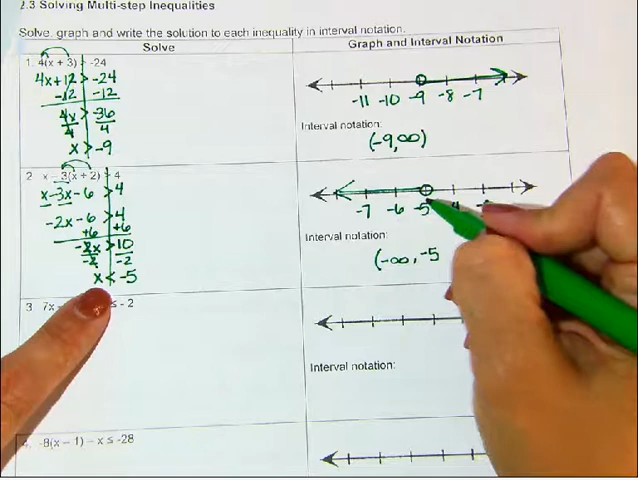 2.3 Solving Multi-step Inequalities
Solve, graph and write the solution to each inequality in interval notation.
Solve
Graph and Interval Notation
1. 4(x + 3) > -24
4x+12 > -24
-12 -12
4x > -36
4 4
x > -9
-11 -10 -9 -8 -7
Interval notation:
(-9,∞)
2 x - 3(x + 2) > 4
x-3x-6 > 4
-2x-6 > 4
+6 +6
-2x > 10
-2 -2
x < -5
-7 -6 -5
Interval notation:
(-∞,-5
3 7x ≤ - 2
Interval notation:
4. -8(x – 1) – x ≤ -28